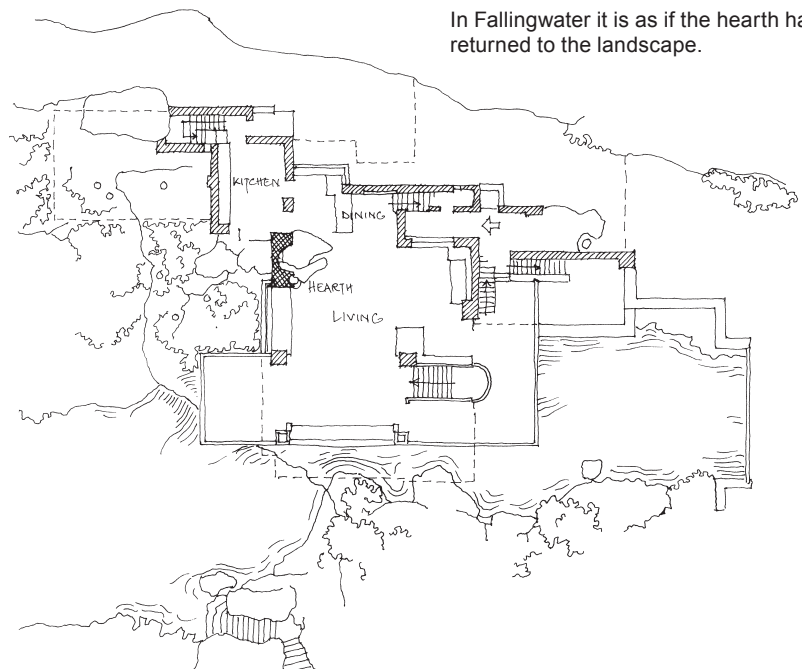 In Fallingwater it is as if the hearth ha
returned to the landscape.
KITCHEN
DINING
HEARTH
LIVING